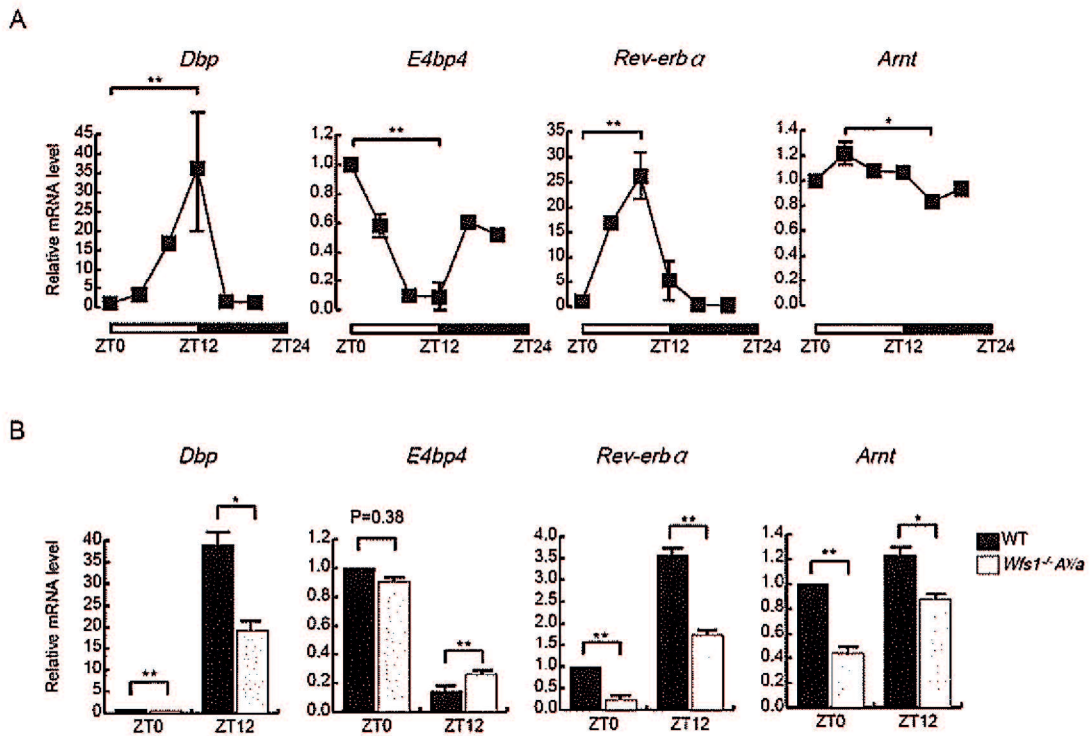 A
Dbp
E4bp4
Rev-erbα
Arnt
Relative mRNA level
**
45
40
35
30
25
20
15
10
5
0
ZT0
ZT12
ZT24
**
1.2
1.0
0.8
0.6
0.4
0.2
0.0
ZT0
ZT12
ZT24
**
35
30
25
20
15
10
5
0
ZT0
ZT12
ZT24
*
1.4
1.2
1.0
0.8
0.6
0.4
0.2
0.0
ZT0
ZT12
ZT24
B
Dbp
E4bp4
Rev-erbα
Arnt
Relative mRNA level
40
35
30
25
20
15
10
5
0
**
*
ZT0
ZT12
P=0.38
1.2
1.0
0.8
0.6
0.4
0.2
0.0
**
ZT0
ZT12
4.0
3.5
3.0
2.5
2.0
1.5
1.0
0.5
0.0
**
**
ZT0
ZT12
1.4
1.2
1.0
0.8
0.6
0.4
0.2
0.0
**
*
ZT0
ZT12
WT
Wfs1-/- Ay/a